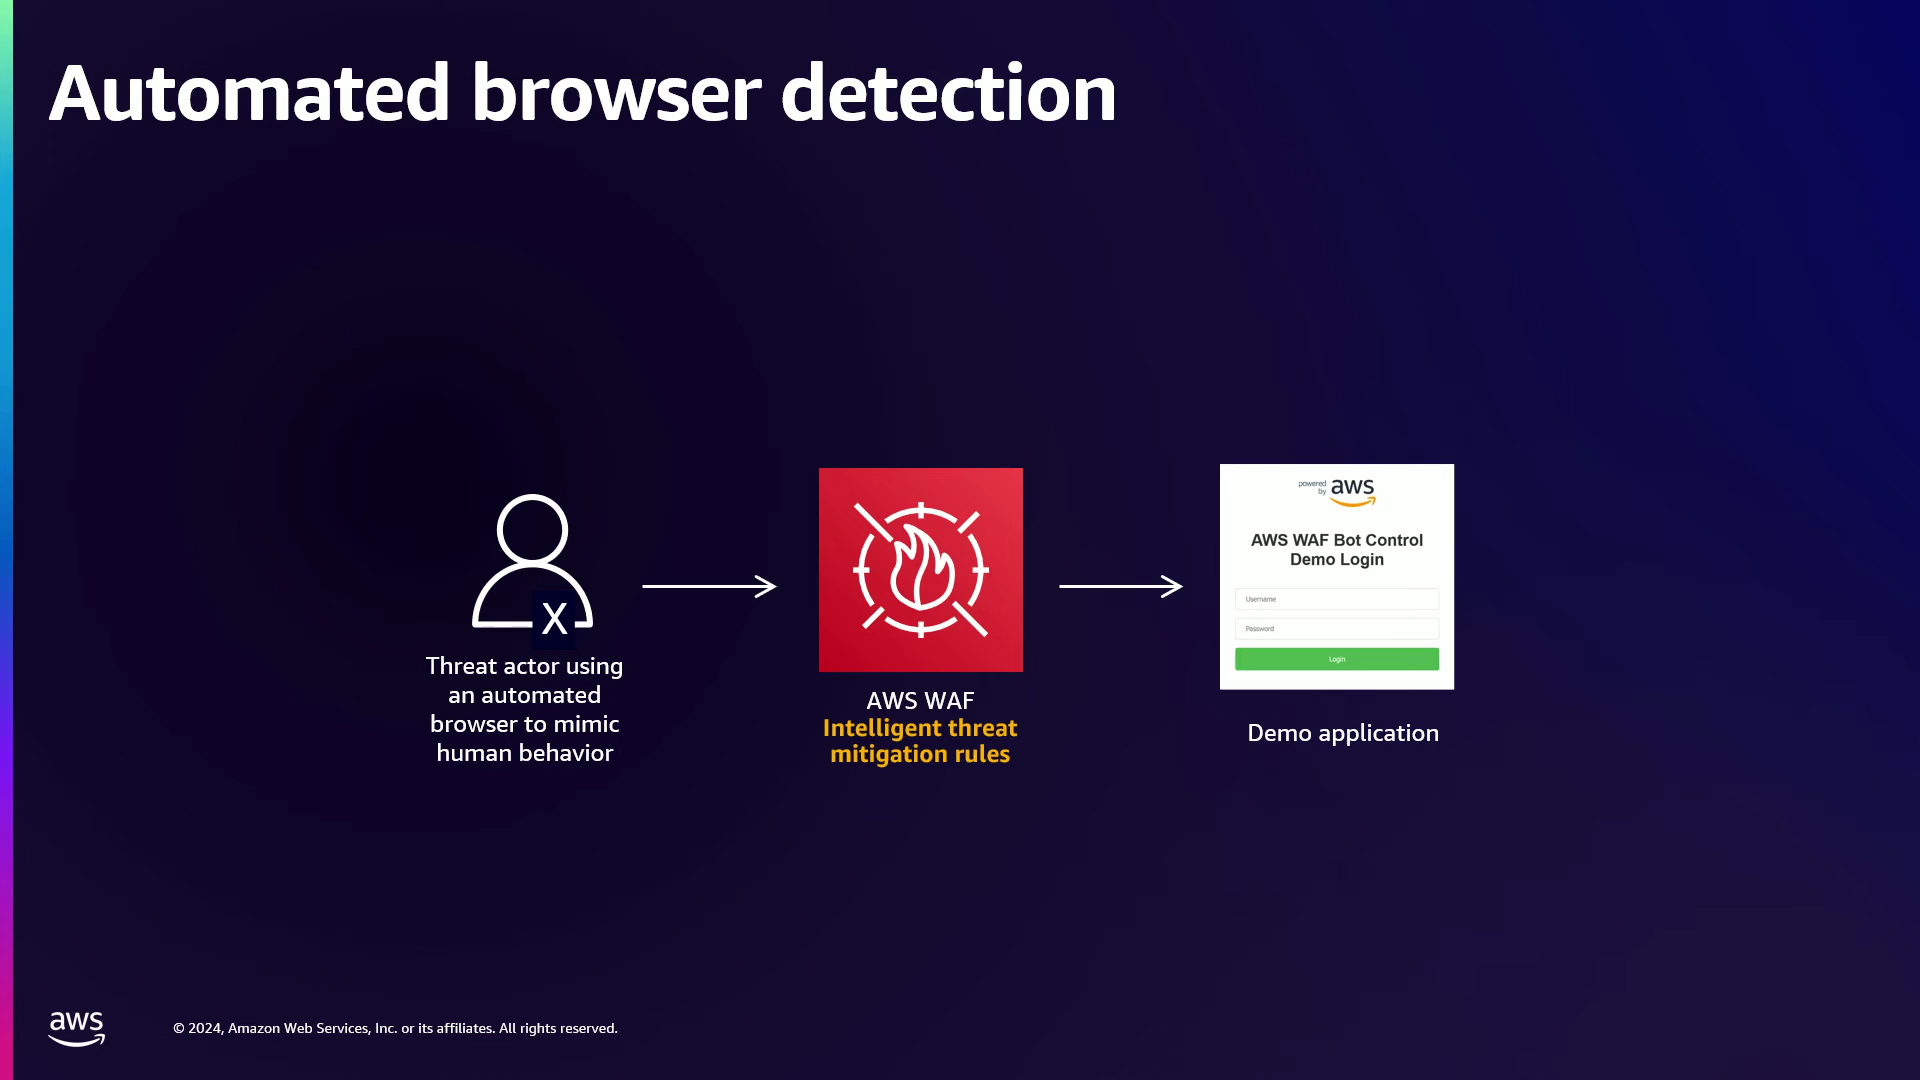 Automated browser detection
X
Threat actor using
an automated
browser to mimic
human behavior
AWS WAF
Intelligent threat
mitigation rules
powered
by
aws
AWS WAF Bot Control
Demo Login
Username
Password
Login
Demo application
aws
© 2024, Amazon Web Services, Inc. or its affiliates. All rights reserved.